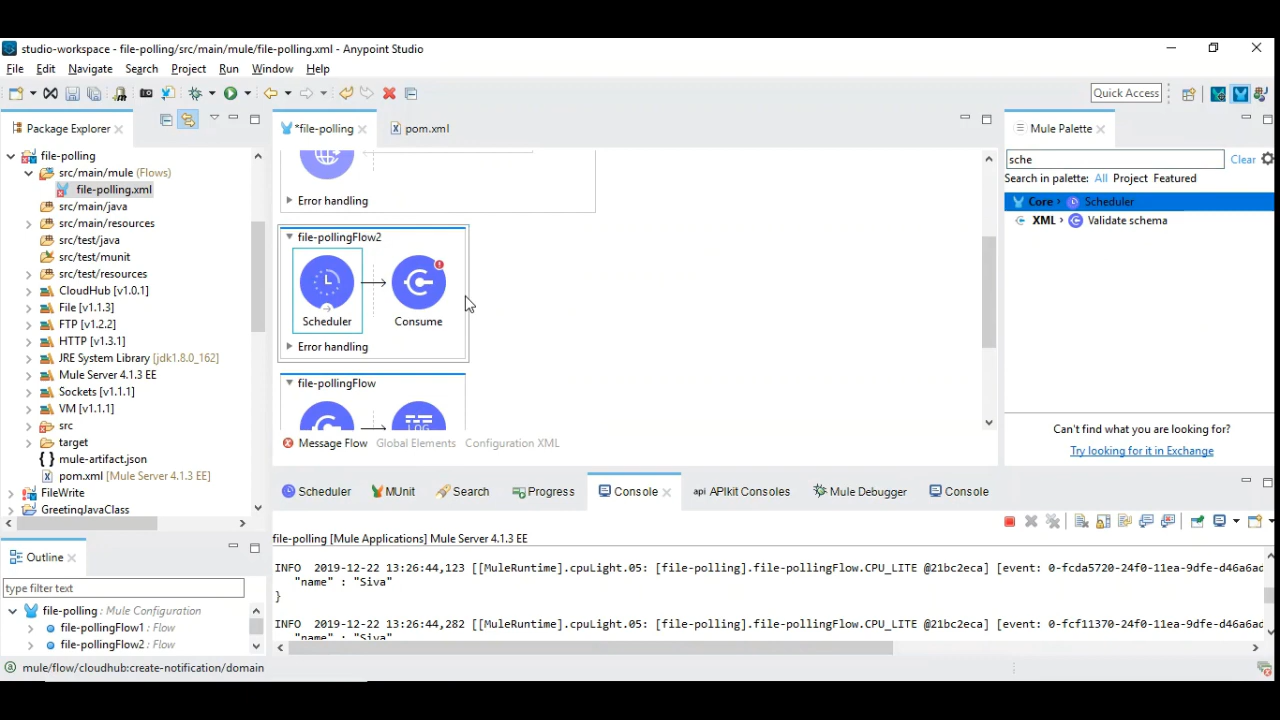 studio-workspace - file-polling/src/main/mule/file-polling.xml - Anypoint Studio
File Edit Navigate Search Project Run Window Help
Quick Access
Package Explorer
file-polling
src/main/mule (Flows)
file-polling.xml
src/main/java
src/main/resources
src/test/java
src/test/munit
src/test/resources
CloudHub [v1.0.1]
File [v1.1.3]
FTP [v1.2.2]
HTTP [v1.3.1]
JRE System Library [jdk1.8.0_162]
Mule Server 4.1.3 EE
Sockets [v1.1.1]
VM [v1.1.1]
src
target
mule-artifact.json
pom.xml [Mule Server 4.1.3 EE]
FileWrite
GreetingJavaClass
*file-polling
pom.xml
Error handling
file-pollingFlow2
Scheduler
Consume
Error handling
file-pollingFlow
LOG
Message Flow Global Elements Configuration XML
Mule Palette
sche
Clear
Search in palette: All Project Featured
Core > Scheduler
XML > Validate schema
Can't find what you are looking for?
Try looking for it in Exchange
Outline
type filter text
file-polling : Mule Configuration
file-pollingFlow1 : Flow
file-pollingFlow2 : Flow
Scheduler MUnit Search Progress Console APIkit Consoles Mule Debugger Console
api
file-polling [Mule Applications] Mule Server 4.1.3 EE
INFO 2019-12-22 13:26:44,123 [[MuleRuntime].cpuLight.05: [file-polling].file-pollingFlow.CPU_LITE @21bc2eca] [event: 0-fcda5720-24f0-11ea-9dfe-d46a6ad
"name" : "Siva"
}
INFO 2019-12-22 13:26:44,282 [[MuleRuntime].cpuLight.05: [file-polling].file-pollingFlow.CPU_LITE @21bc2eca] [event: 0-fcf11370-24f0-11ea-9dfe-d46a6ad
"name" : "Siva"
mule/flow/cloudhub:create-notification/domain